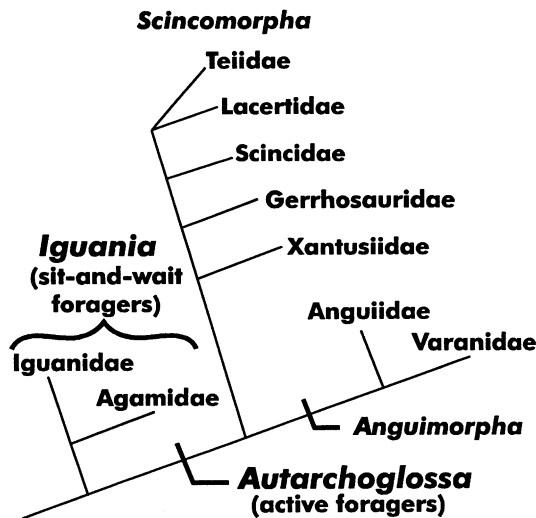 Scincomorpha
Teiidae
Lacertidae
Scincidae
Gerrhosauridae
Xantusiidae
Iguania
(sit-and-wait
foragers)
Anguiidae
Varanidae
Iguanidae
Agamidae
Anguimorpha
Autarchoglossa
(active foragers)